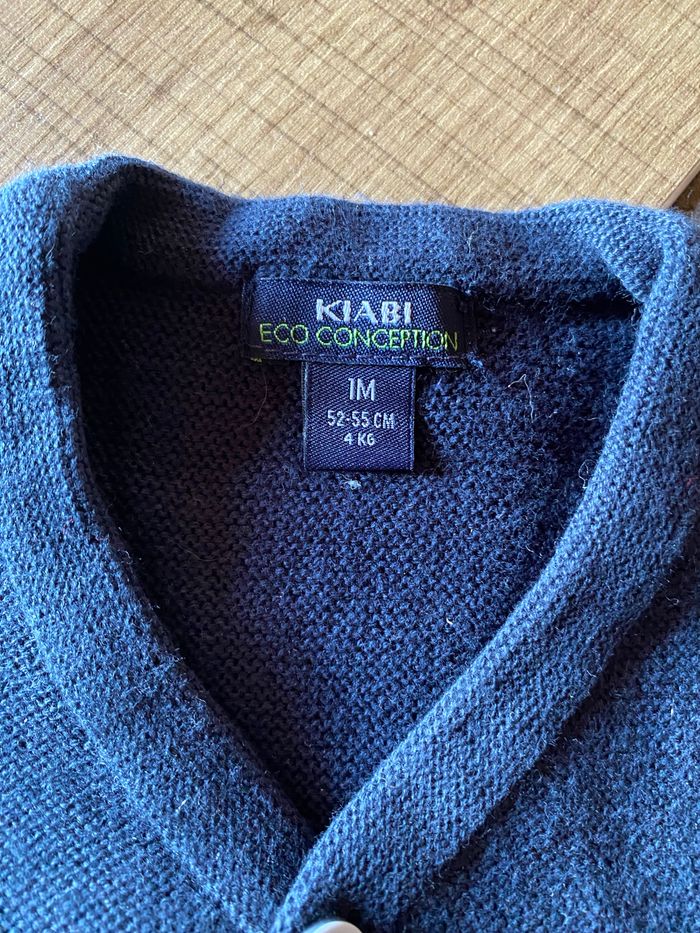 KIABI
ECO CONCEPTION
1M
52-55 CM
4 KG